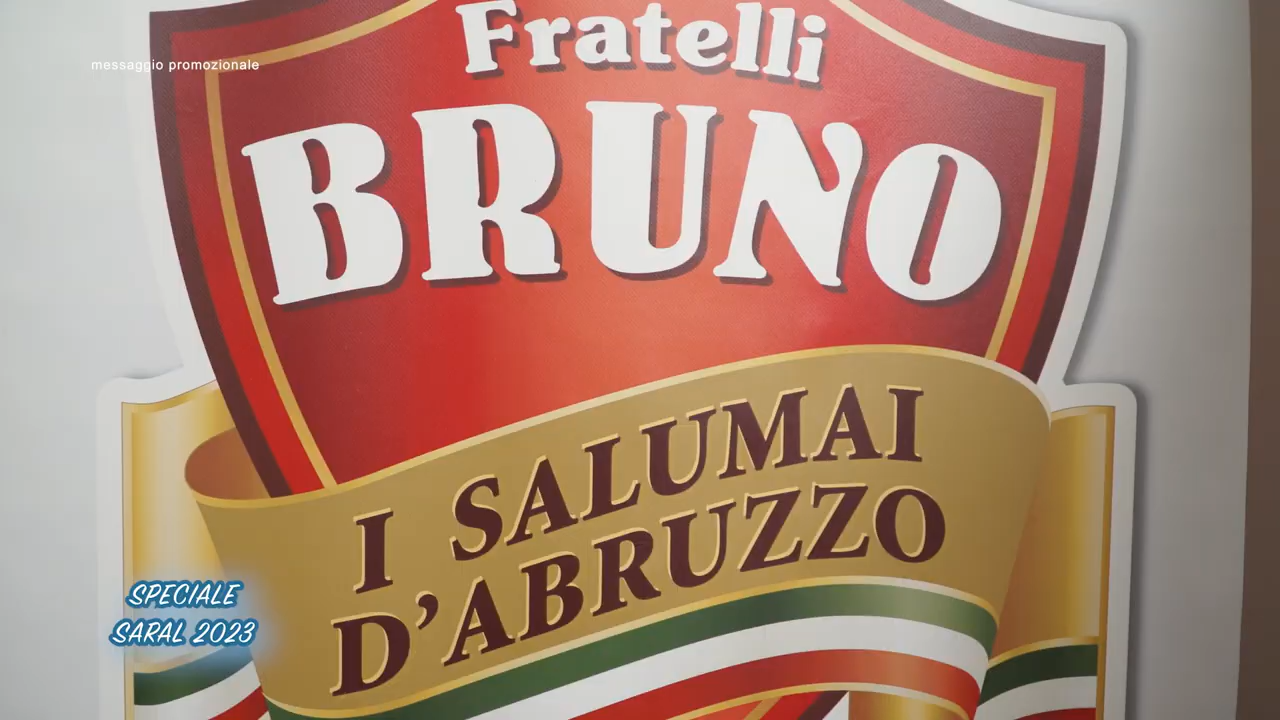 Fratelli
messaggio promozionale
BRUNO
I SALUMAI
D'ABRUZZO
SPECIALE
SARAL 2023